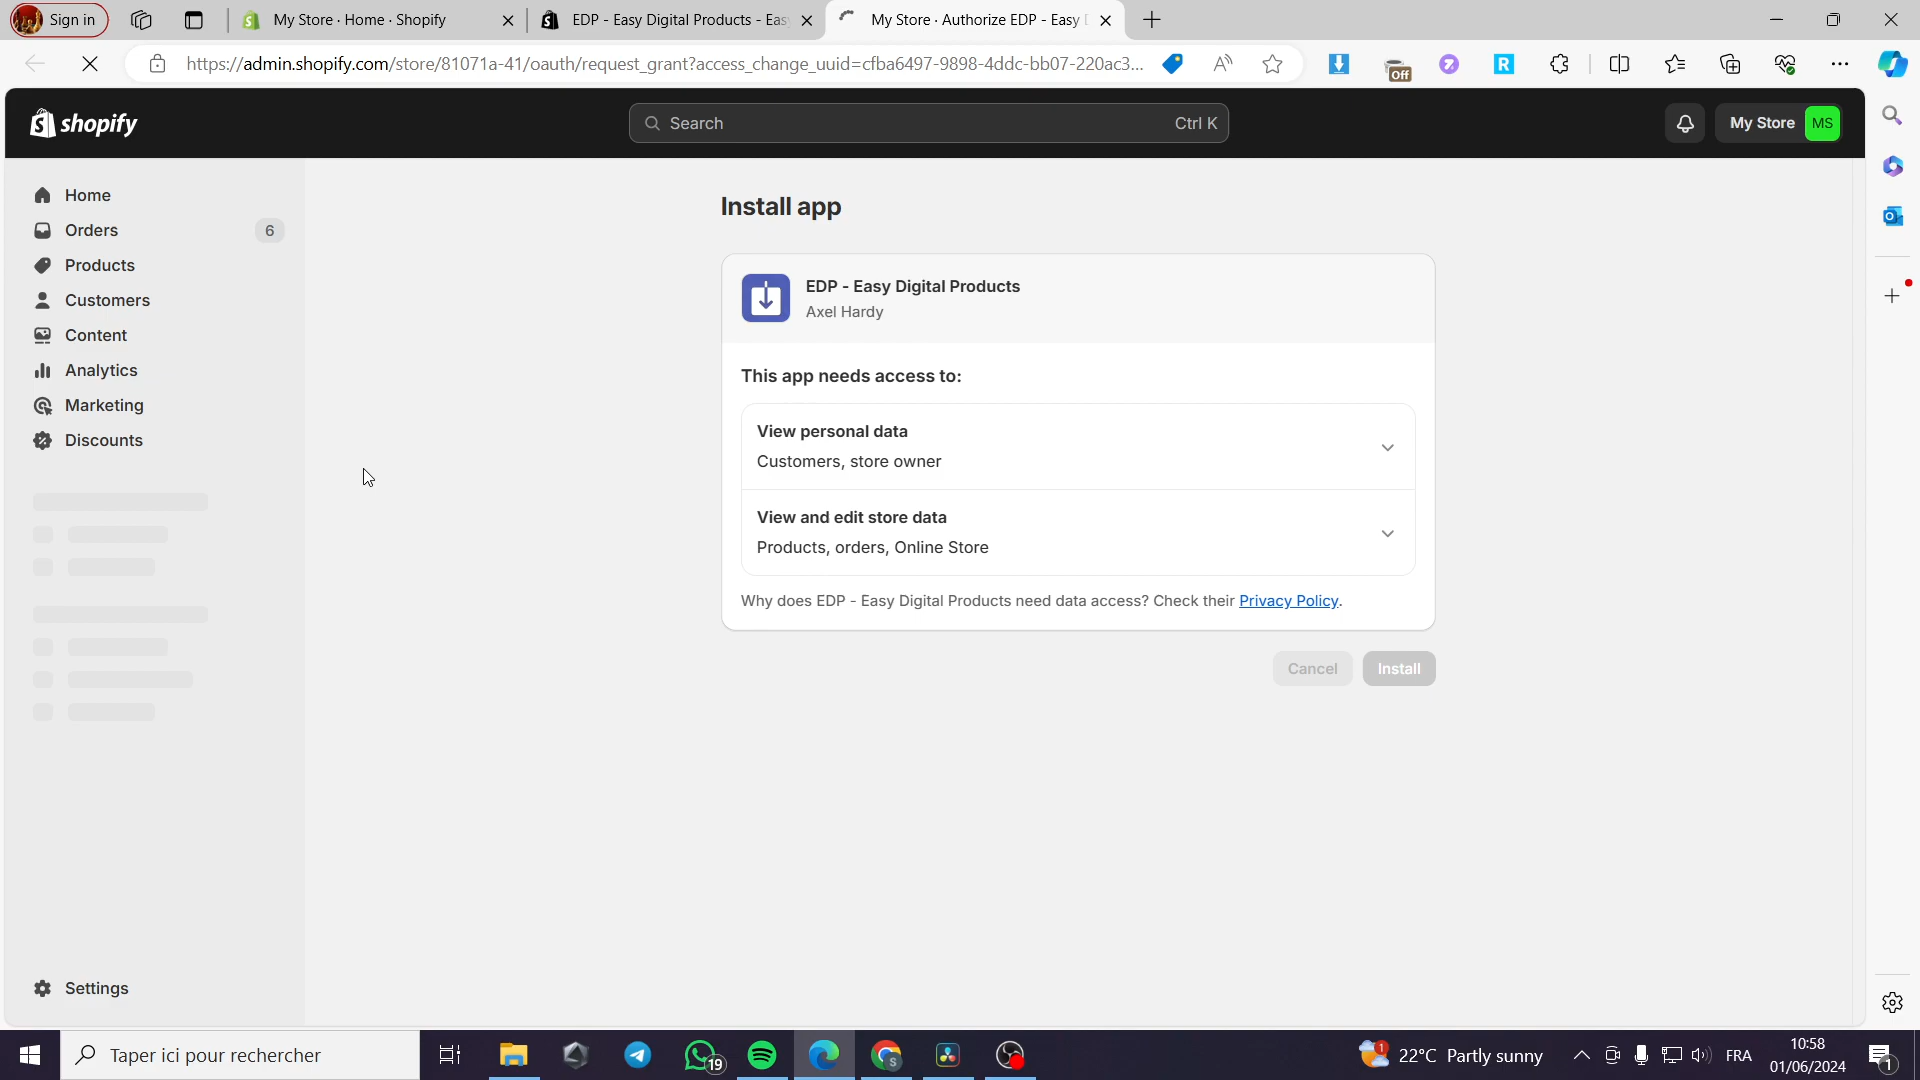 Sign in
My Store · Home · Shopify
EDP - Easy Digital Products - Eas
My Store · Authorize EDP - Easy
https://admin.shopify.com/store/81071a-41/oauth/request_grant?access_change_uuid=cfba6497-9898-4ddc-bb07-220ac3...
Off
shopify
Search
Ctrl K
My Store
MS
Home
Orders
6
Products
Customers
Content
Analytics
Marketing
Discounts
Settings
Install app
EDP - Easy Digital Products
Axel Hardy
This app needs access to:
View personal data
Customers, store owner
View and edit store data
Products, orders, Online Store
Why does EDP - Easy Digital Products need data access? Check their Privacy Policy.
Cancel
Install
Taper ici pour rechercher
19
1
22°C Partly sunny
FRA
10:58
01/06/2024
1